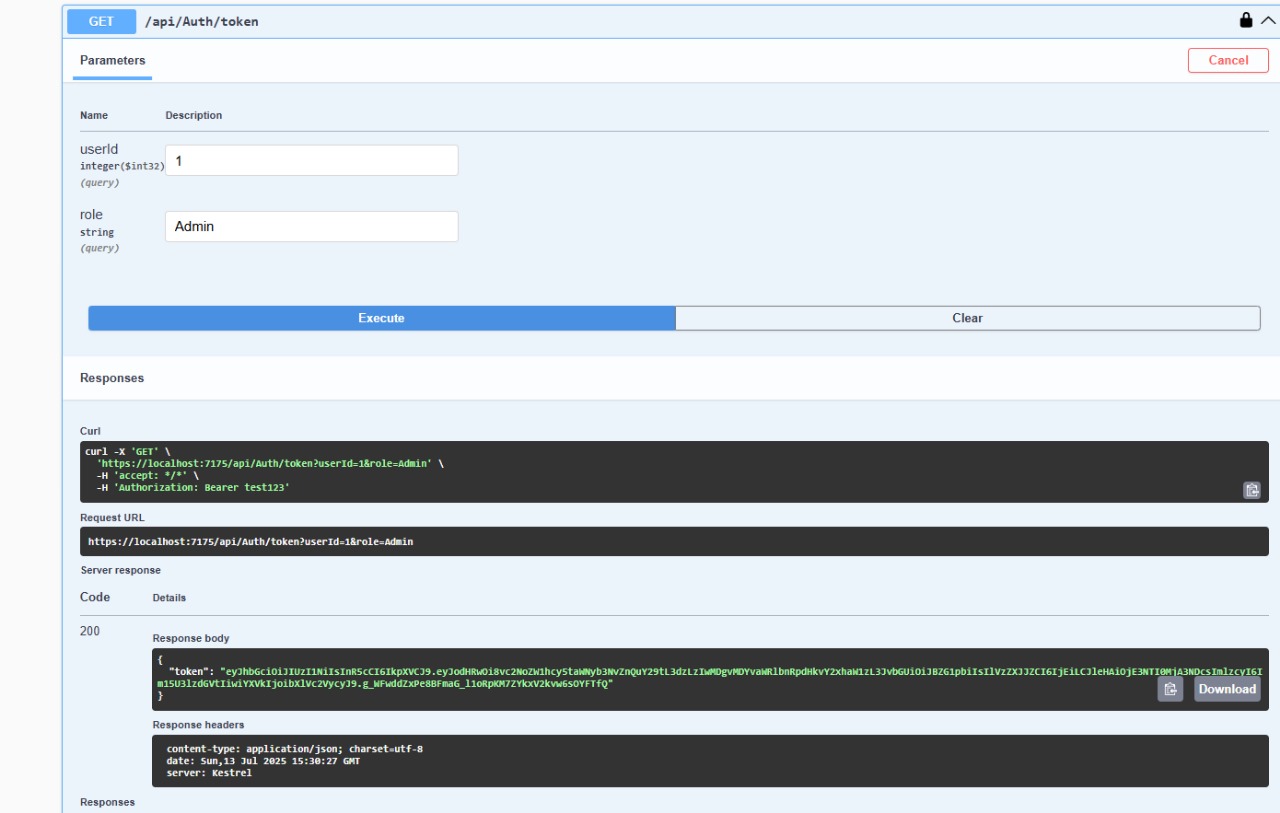 GET /api/Auth/token
Parameters
Cancel
Name Description
userId
integer($int32)
(query)
1
role
string
(query)
Admin
Execute Clear
Responses
Curl
curl -X 'GET' \
'https://localhost:7175/api/Auth/token?userId=1&role=Admin' \
-H 'accept: */*' \
-H 'Authorization: Bearer test123'
Request URL
https://localhost:7175/api/Auth/token?userId=1&role=Admin
Server response
Code Details
200
Response body
{
"token":
}
Download
Response headers
content-type: application/json; charset=utf-8
date: Sun,13 Jul 2025 15:30:27 GMT
server: Kestrel
Responses